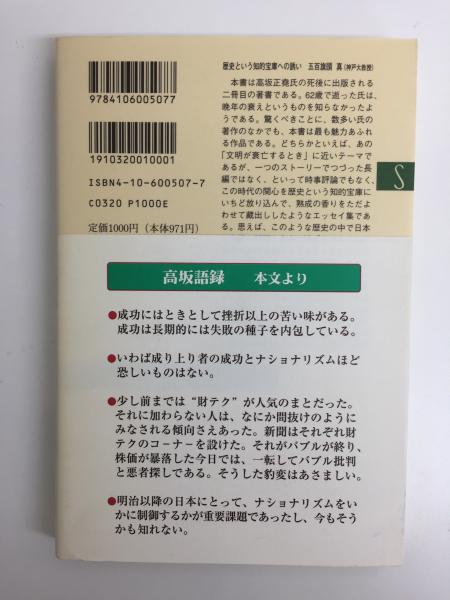 歴史という知的宝庫への誘い 五百旗頭 真(神戸大教授)
本書は高坂正堯氏の死後に出版される
二冊目の著書である。62歳で逝った氏は、
晩年の衰えというものを知らなかったよ
うである。驚くべきことに、数多い氏の
著作のなかでも、本書は最も魅力あふれ
る作品である。どちらかといえば、あの
「文明が衰亡するとき」に近いテーマで
あるが、一つのストーリーでつづった長
編ではなく、といって時事評論でもなく、
この時代の関心を歴史という知的宝庫に
いちど放り込んで、熟成の香りをただよ
わせて蔵出ししたようなエッセイ集であ
る。思えば、このような歴史の中で日本
9784106005077
19103200010001
ISBN4-10-600507-7
C0320 P1000E
定価1000円(本体971円)
S
高坂語録 本文より
●成功にはときとして挫折以上の苦い味がある。
成功は長期的には失敗の種子を内包している。
●いわば成り上り者の成功とナショナリズムほど
恐しいものはない。
●少し前までは“財テク”が人気のまとだった。
それに加わらない人は、なにか間抜けのように
みなされる傾向さえあった。新聞はそれぞれ財
テクのコーナーを設けた。それがバブルが終り、
株価が暴落した今日では、一転してバブル批判
と悪者探しである。そうした豹変はあさましい。
●明治以降の日本にとって、ナショナリズムをい
かに制御するかが重要課題であったし、今もそう
かも知れない。